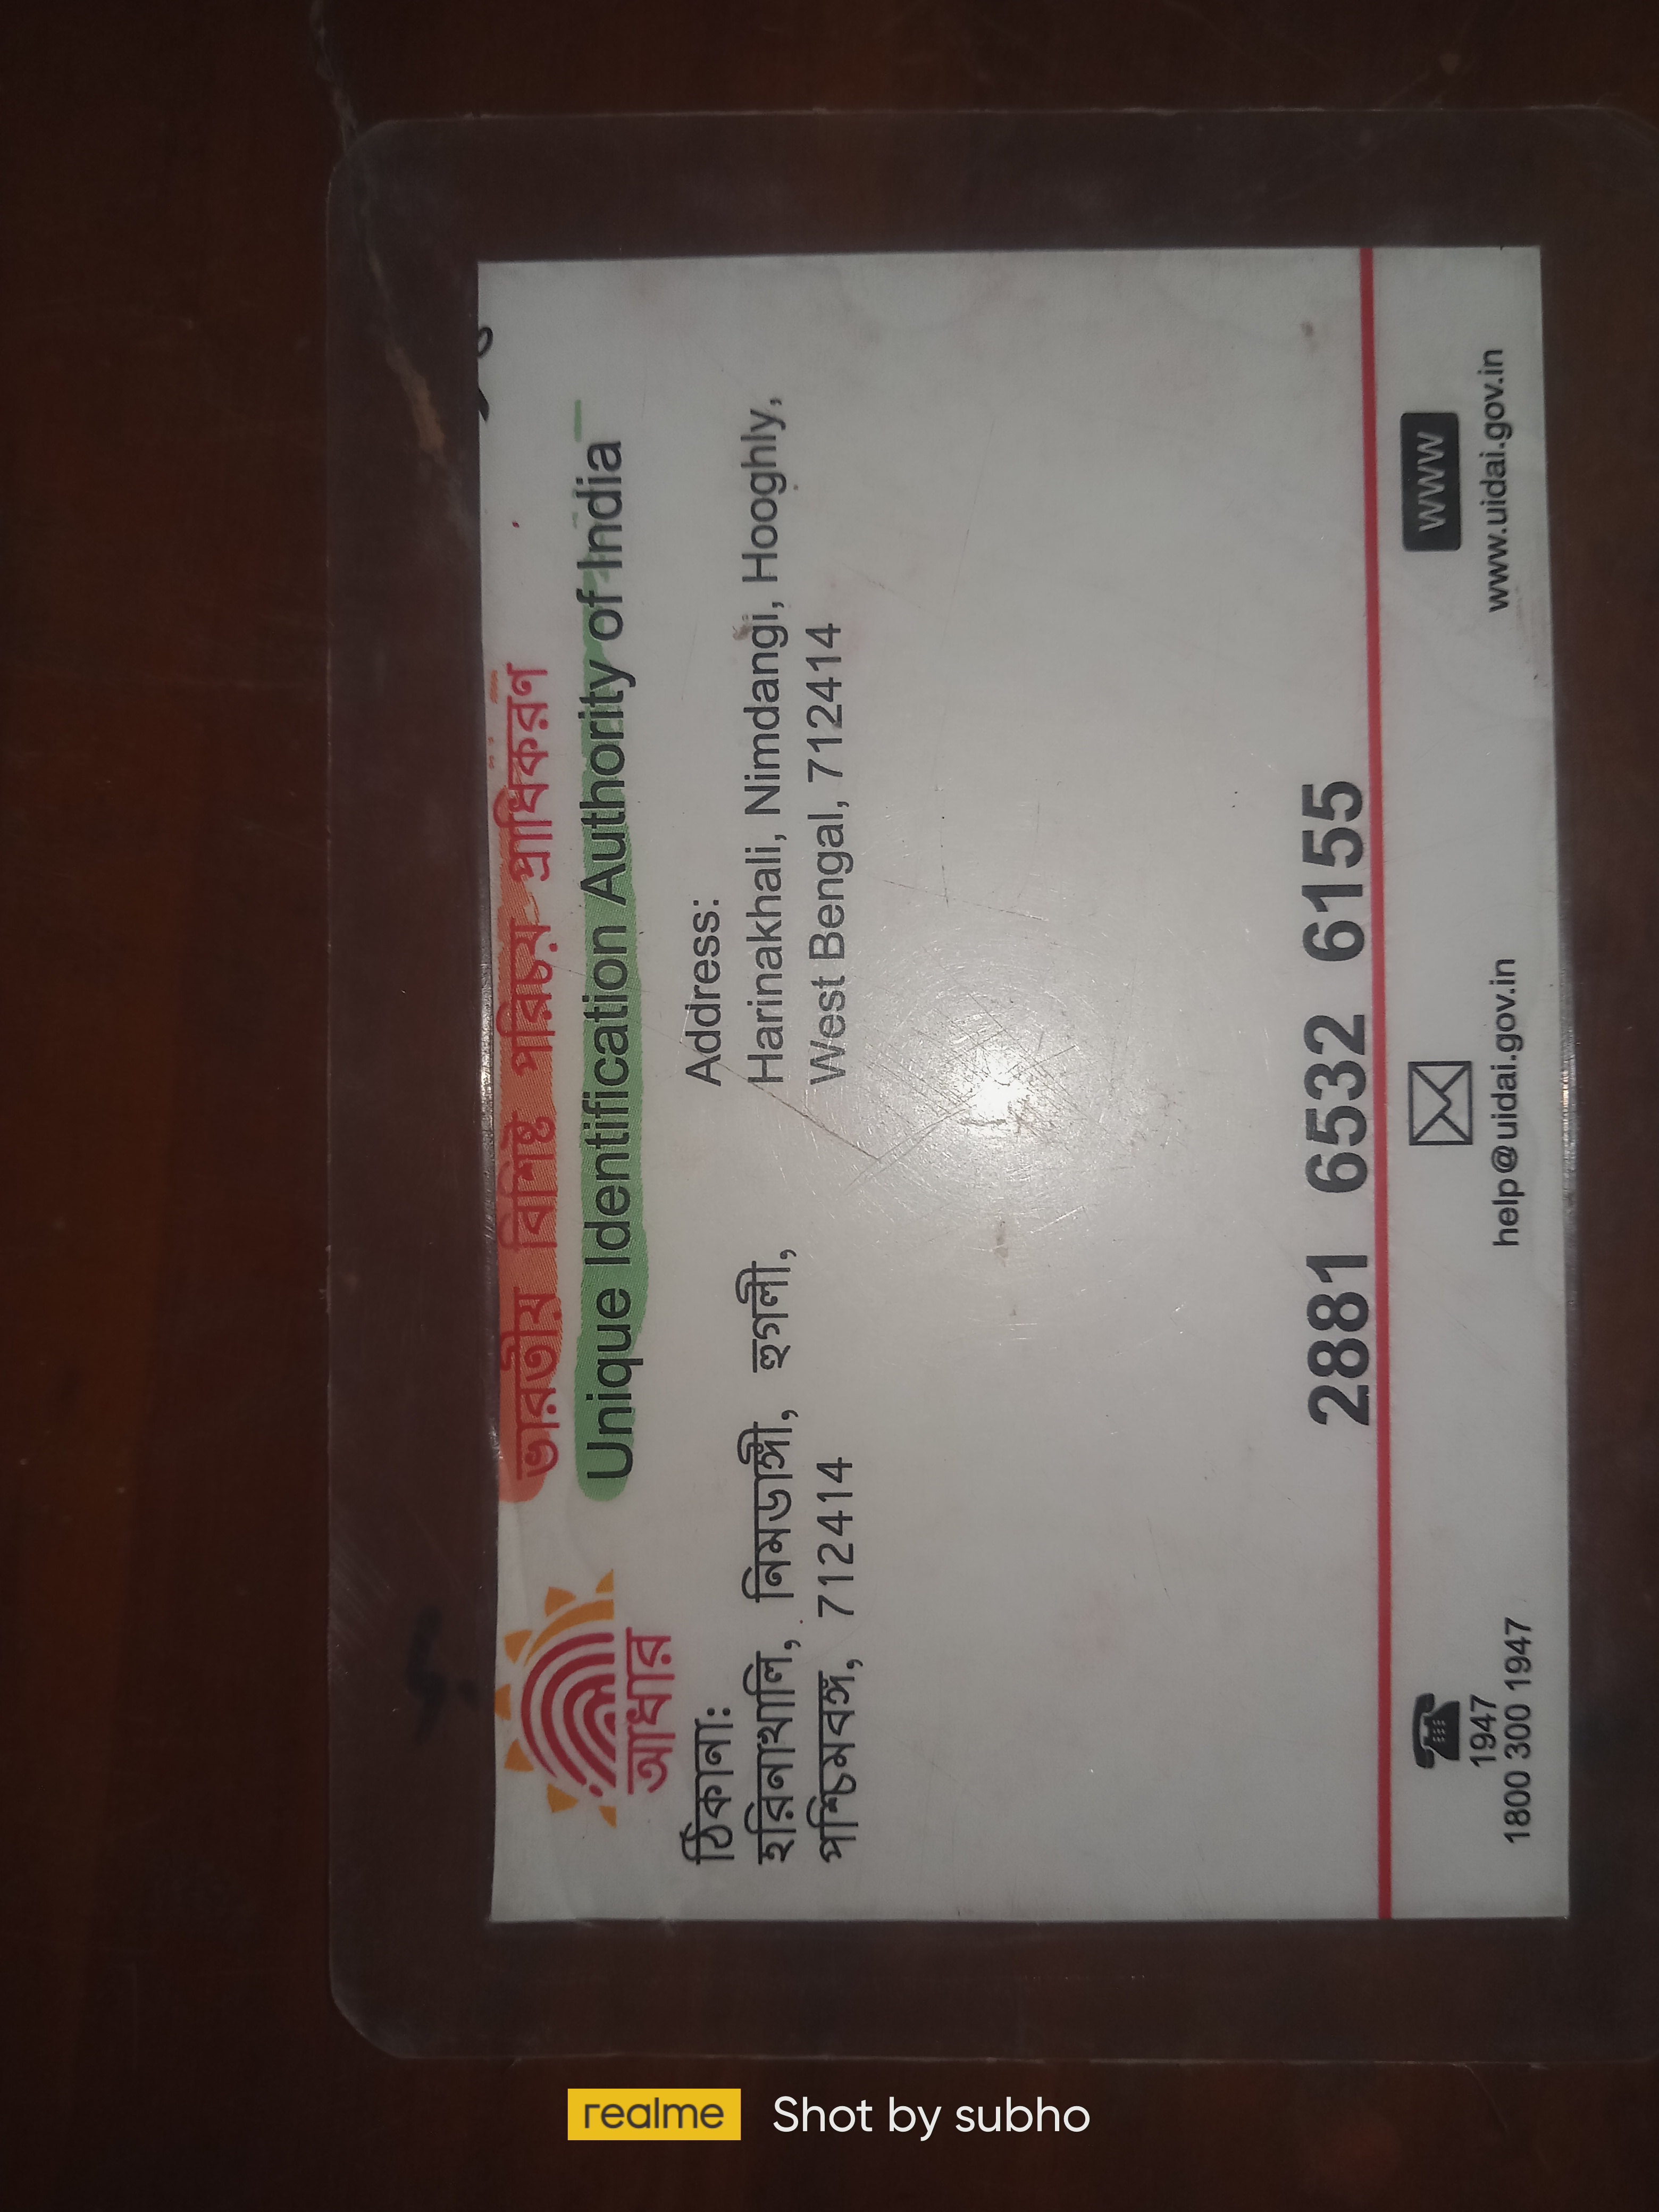 ভারতীয় বিশিষ্ট পরিচয় প্রাধিকরণ
Unique Identification Authority of India
আধার
ঠিকানা:
হরিনাখালি, নিমডাঙ্গী, হুগলী,
পশ্চিমবঙ্গ, 712414
Address:
Harinakhali, Nimdangi, Hooghly,
West Bengal, 712414
2881 6532 6155
1947
1800 300 1947
help@uidai.gov.in
www
www.uidai.gov.in
realme Shot by subho